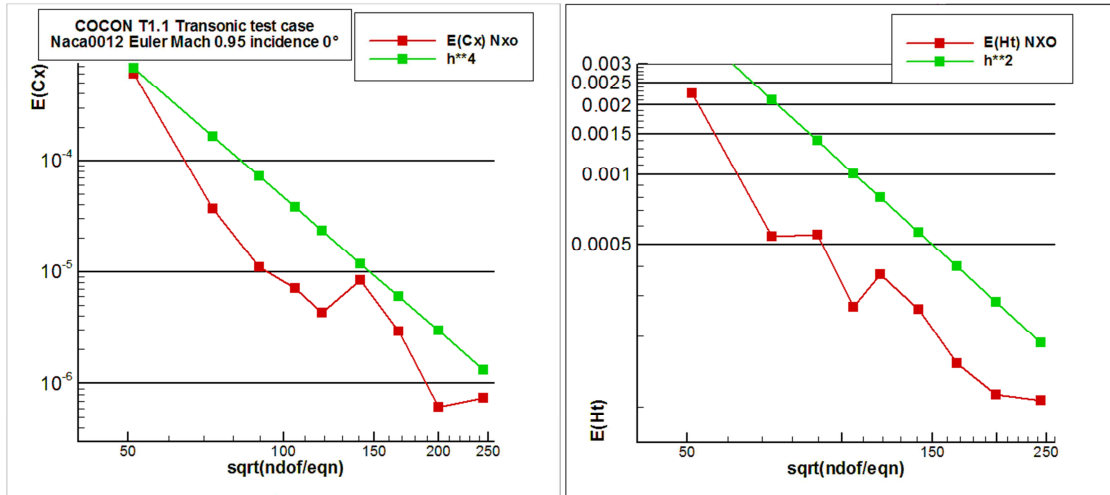 COCON T1.1 Transonic test case
Naca0012 Euler Mach 0.95 incidence 0°
E(Cx) Nxo
h**4
E(Cx)
10-4
10-5
10-6
50
100
150
200
250
sqrt(ndof/eqn)
E(Ht) NXO
h**2
0.003
0.0025
0.002
0.0015
0.001
0.0005
E(Ht)
50
150
250
sqrt(ndof/eqn)